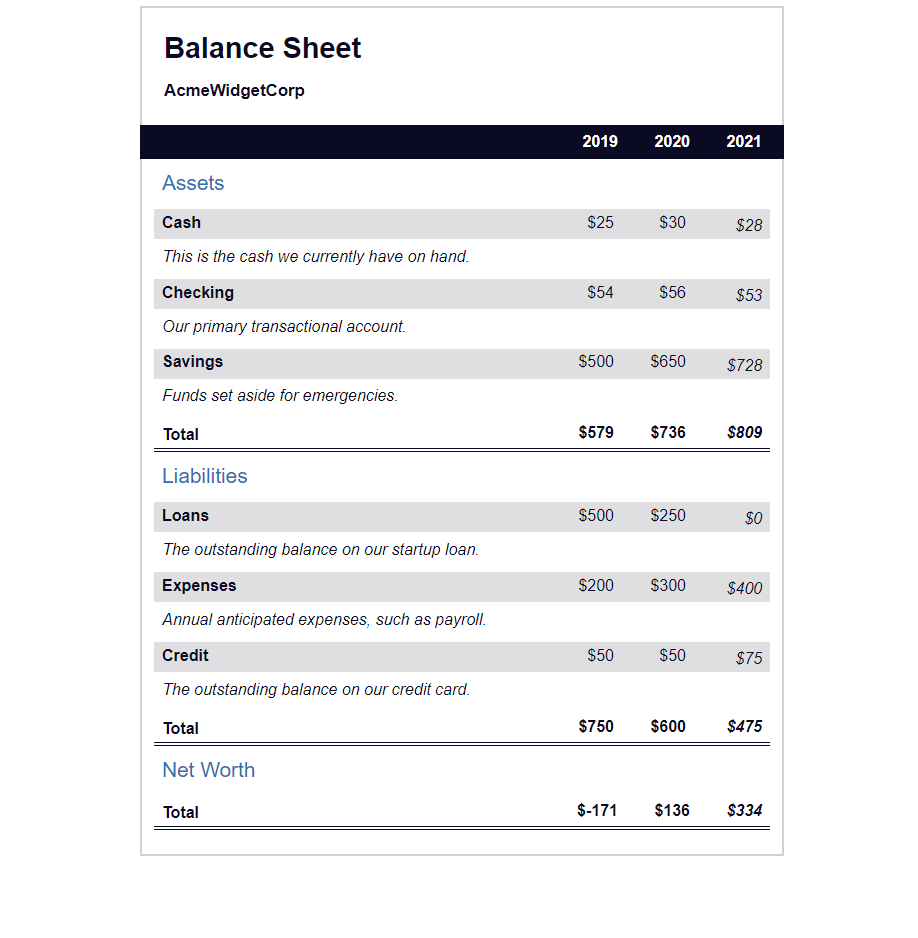 Balance Sheet
AcmeWidgetCorp
2019 2020 2021
Assets
Cash $25 $30 $28
This is the cash we currently have on hand.
Checking $54 $56 $53
Our primary transactional account.
Savings $500 $650 $728
Funds set aside for emergencies.
Total $579 $736 $809
Liabilities
Loans $500 $250 $0
The outstanding balance on our startup loan.
Expenses $200 $300 $400
Annual anticipated expenses, such as payroll.
Credit $50 $50 $75
The outstanding balance on our credit card.
Total $750 $600 $475
Net Worth
Total $-171 $136 $334